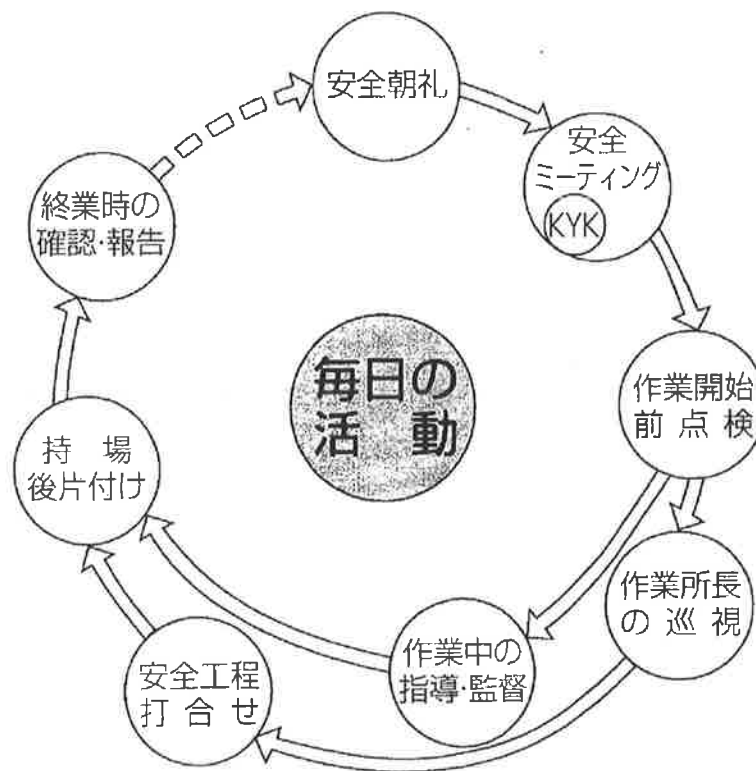 安全朝礼
安全
ミーティング
KYK
作業開始
前点検
作業所長
の巡視
作業中の
指導・監督
安全工程
打合せ
持場
後片付け
終業時の
確認・報告
毎日の
活動